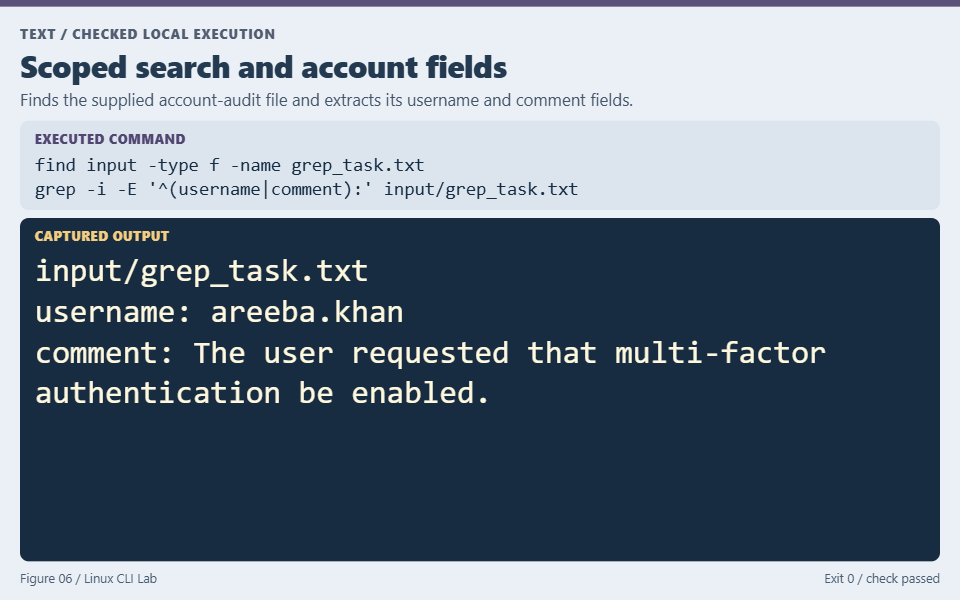 TEXT / CHECKED LOCAL EXECUTION
Scoped search and account fields
Finds the supplied account-audit file and extracts its username and comment fields.
EXECUTED COMMAND
find input -type f -name grep_task.txt
grep -i -E '^(username|comment):' input/grep_task.txt
CAPTURED OUTPUT
input/grep_task.txt
username: areeba.khan
comment: The user requested that multi-factor
authentication be enabled.
Figure 06 / Linux CLI Lab
Exit 0 / check passed